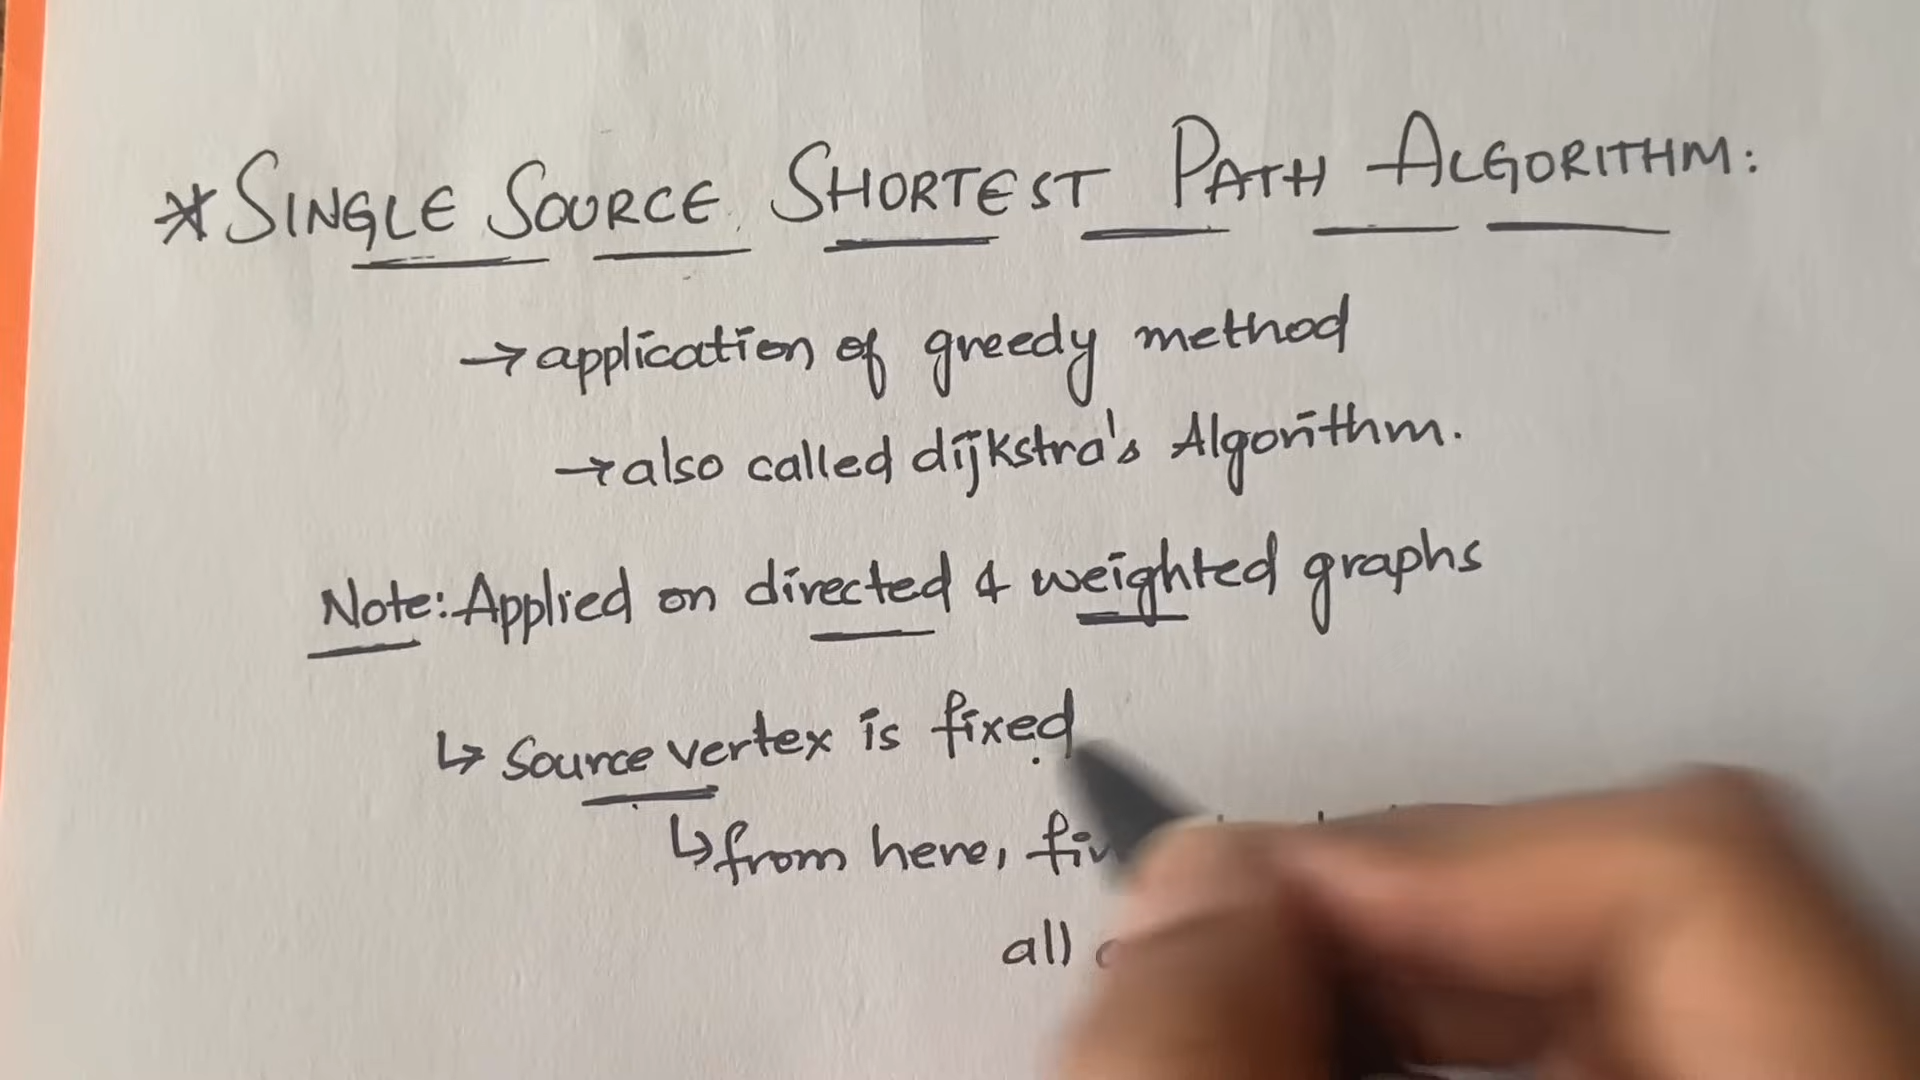 * SINGLE SOURCE SHORTEST PATH ALGORITHM:
→ application of greedy method
→ also called dijkstra's Algorithm.
Note: Applied on directed & weighted graphs
↳ Source vertex is fixed
↳ from here,
all